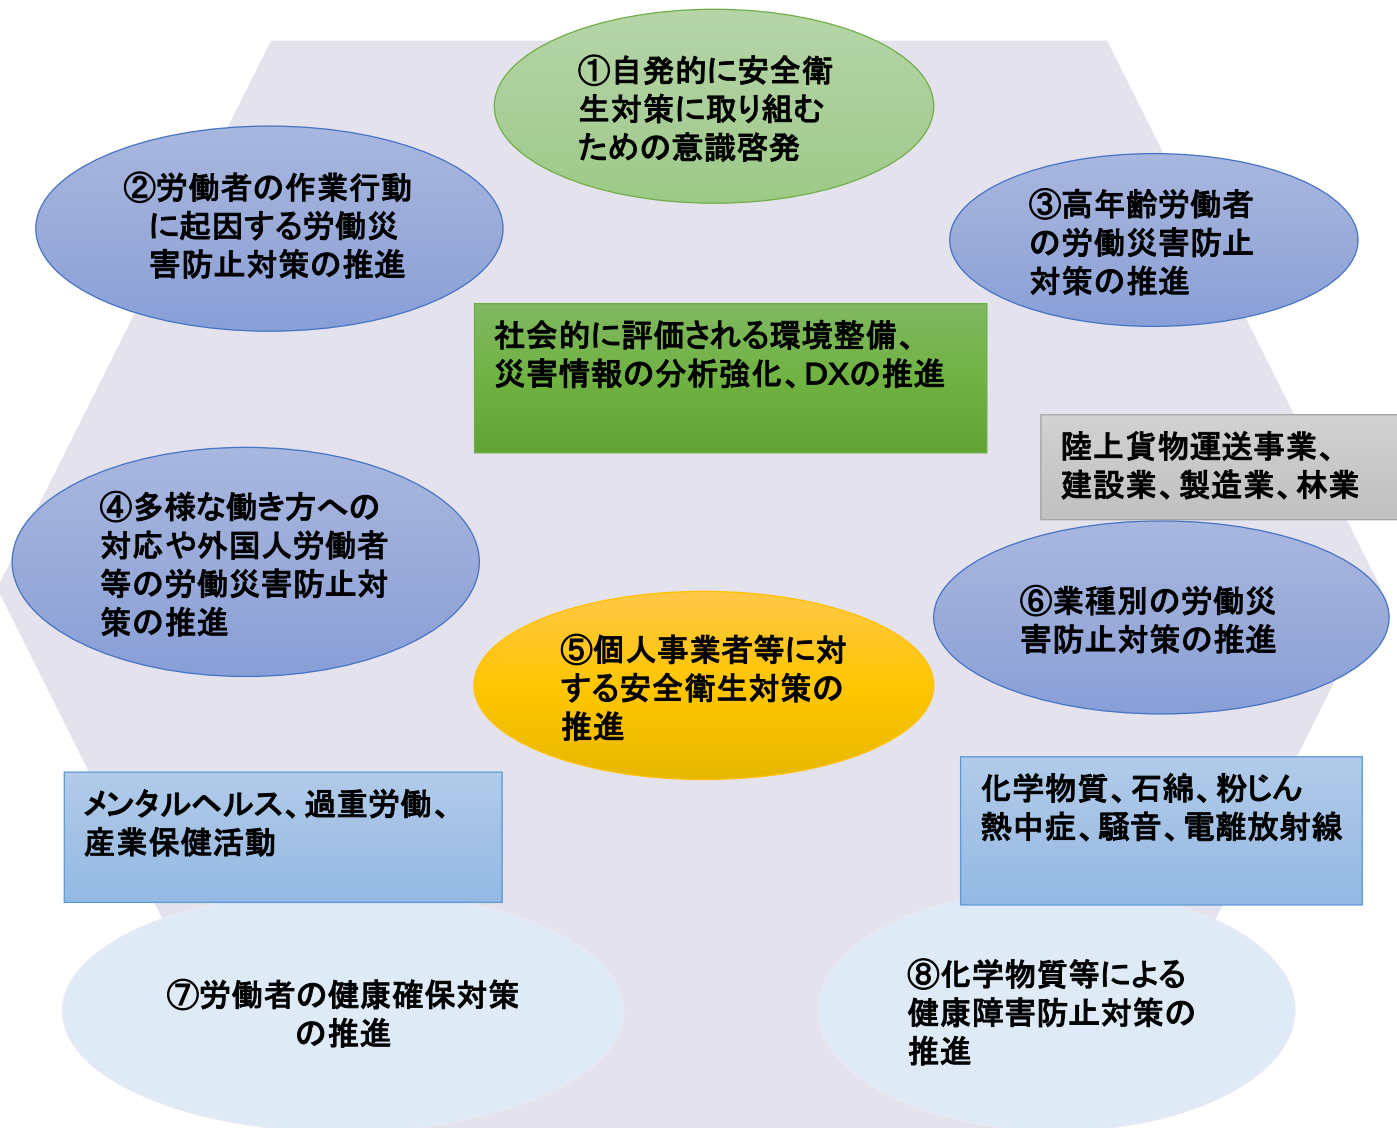 ①自発的に安全衛
生対策に取り組む
ための意識啓発
②労働者の作業行動
に起因する労働災
害防止対策の推進
③高年齢労働者
の労働災害防止
対策の推進
社会的に評価される環境整備、
災害情報の分析強化、DXの推進
陸上貨物運送事業、
建設業、製造業、林業
④多様な働き方への
対応や外国人労働者
等の労働災害防止対
策の推進
⑤個人事業者等に対
する安全衛生対策の
推進
⑥業種別の労働災
害防止対策の推進
メンタルヘルス、過重労働、
産業保健活動
化学物質、石綿、粉じん
熱中症、騒音、電離放射線
⑦労働者の健康確保対策
の推進
⑧化学物質等による
健康障害防止対策の
推進